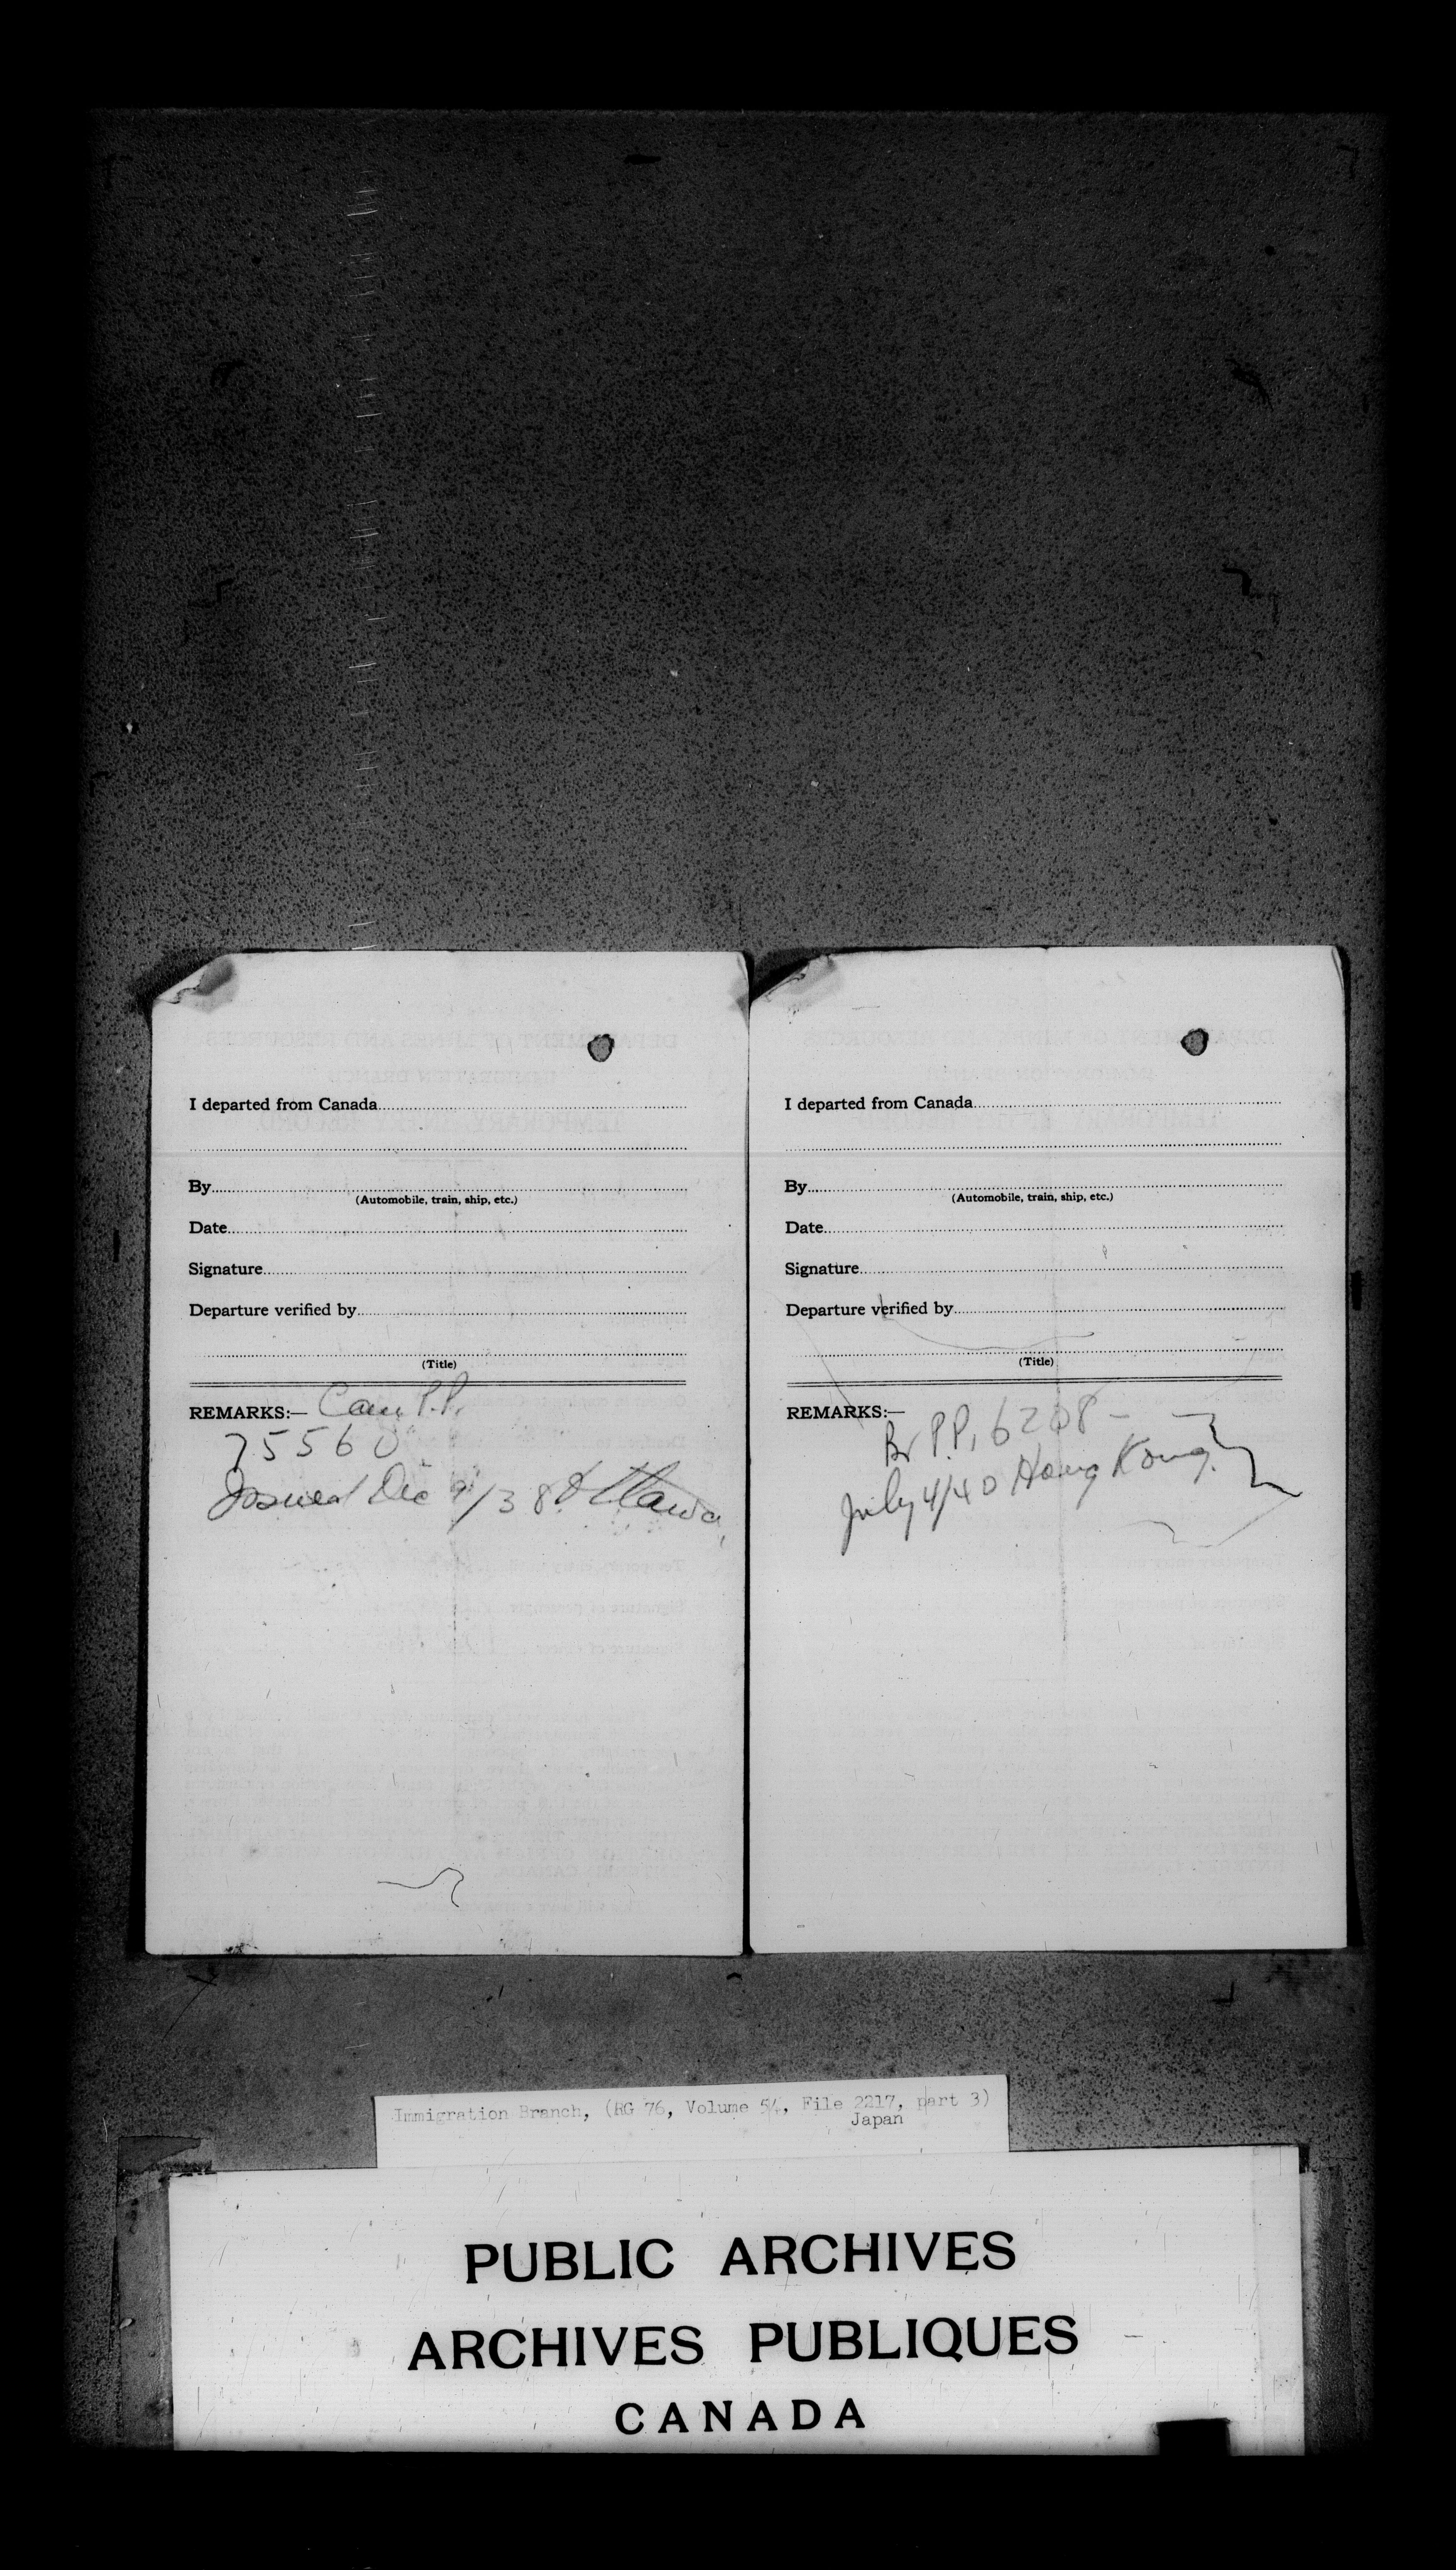 I departed from Canada
By
(Automobile, train, ship, etc.)
Date
Signature
Departure verified by
(Title)
REMARKS:— Can. P.P.
75560
Issued Dec 9/38 Ottawa,
I departed from Canada
By
(Automobile, train, ship, etc.)
Date
Signature
Departure verified by
(Title)
REMARKS:—
Br P.P. 6208 -
July 4/40 Hong Kong.
Immigration Branch, (RG 76, Volume 54, File 2217, part 3)
Japan
PUBLIC ARCHIVES
ARCHIVES PUBLIQUES
CANADA